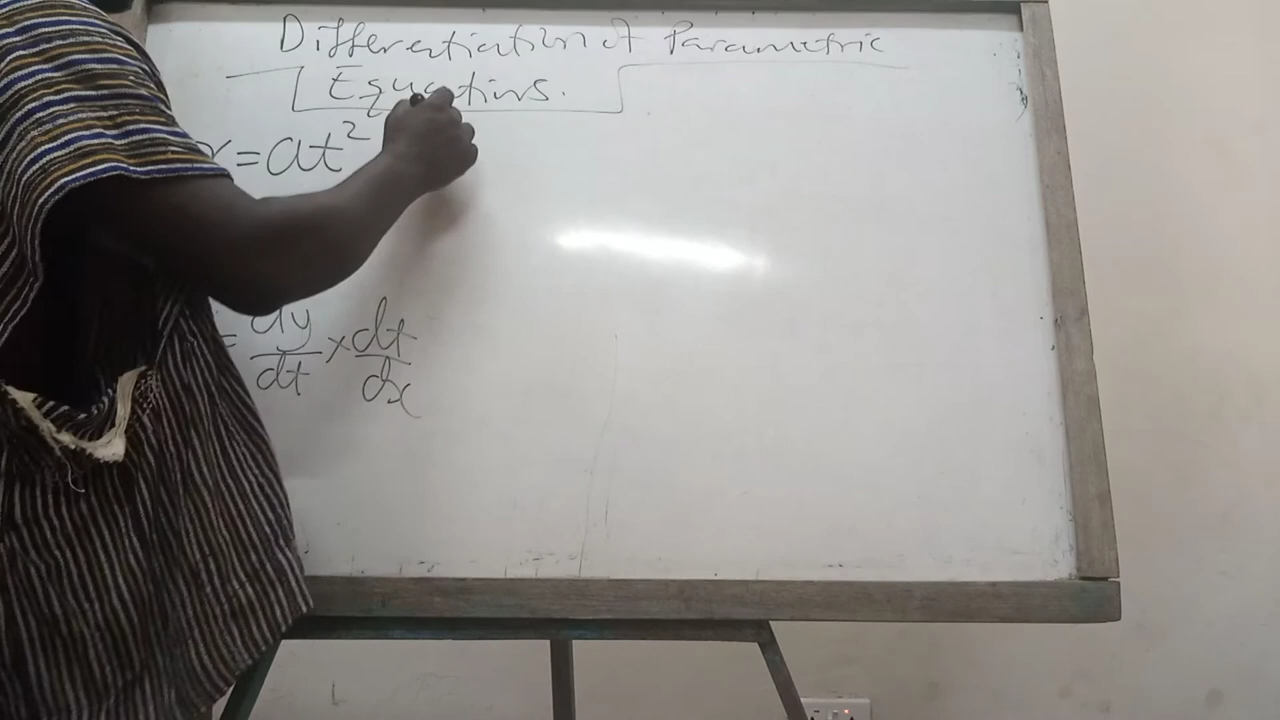 Differentiation of Parametric
Equations.
x=at²
= dy/dt × dt/dx